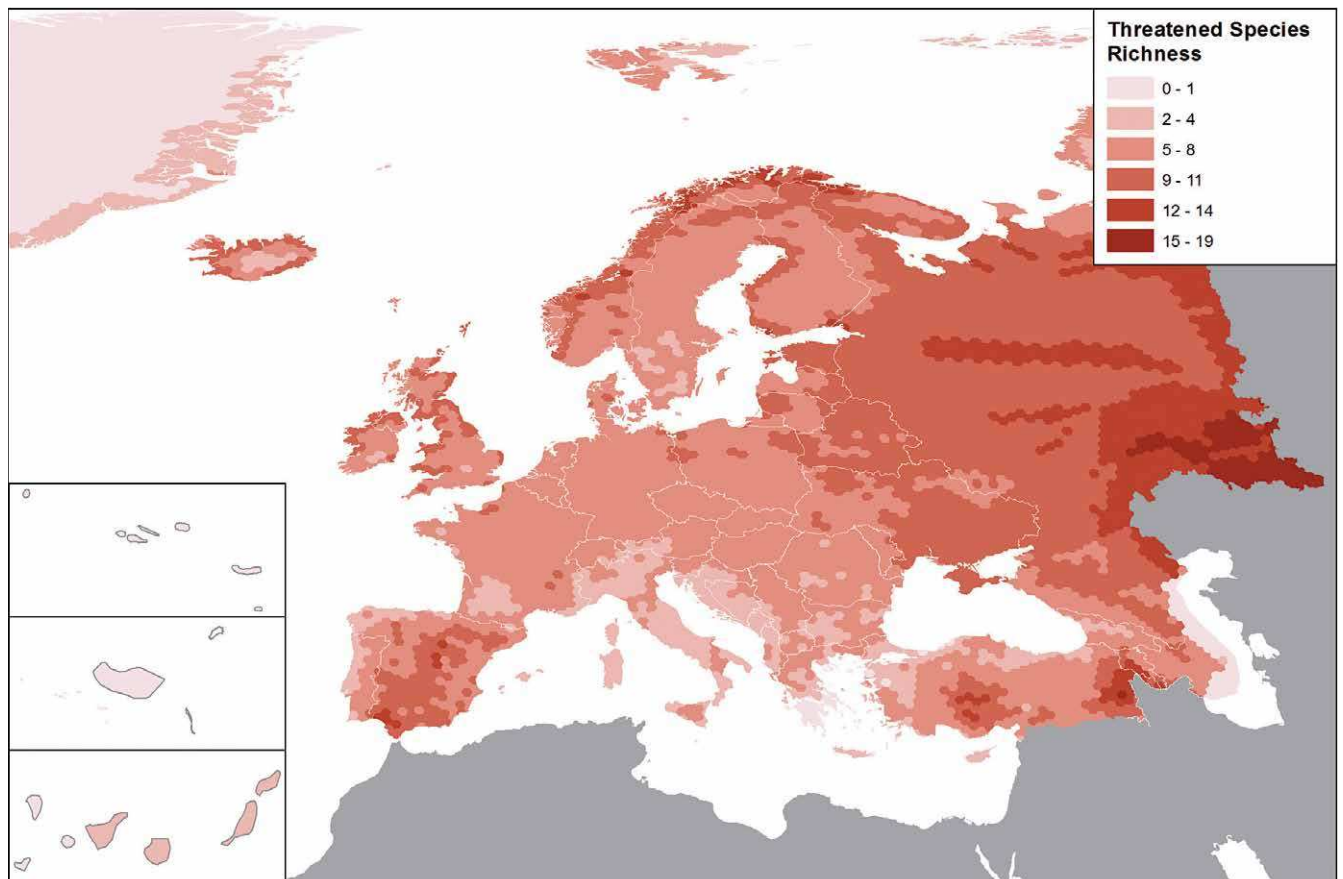 Threatened Species
Richness
0 - 1
2 - 4
5 - 8
9 - 11
12 - 14
15 - 19